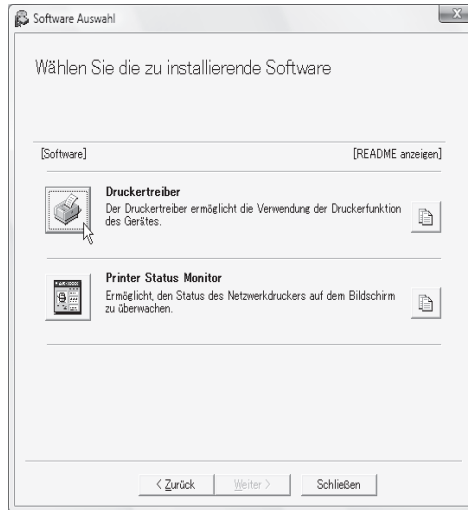 Software Auswahl
Wählen Sie die zu installierende Software
[Software] [README anzeigen]
Druckertreiber
Der Druckertreiber ermöglicht die Verwendung der Druckerfunktion
des Gerätes.
Printer Status Monitor
Ermöglicht, den Status des Netzwerkdruckers auf dem Bildschirm
zu überwachen.
< Zurück Weiter > Schließen